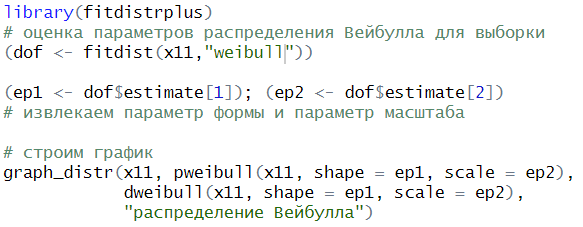 library(fitdistrplus)
# оценка параметров распределения Вейбулла для выборки
(dof <- fitdist(x11,"weibull"))
(ep1 <- dof$estimate[1]); (ep2 <- dof$estimate[2])
# извлекаем параметр формы и параметр масштаба
# строим график
graph_distr(x11, pweibull(x11, shape = ep1, scale = ep2),
dweibull(x11, shape = ep1, scale = ep2),
"распределение Вейбулла")